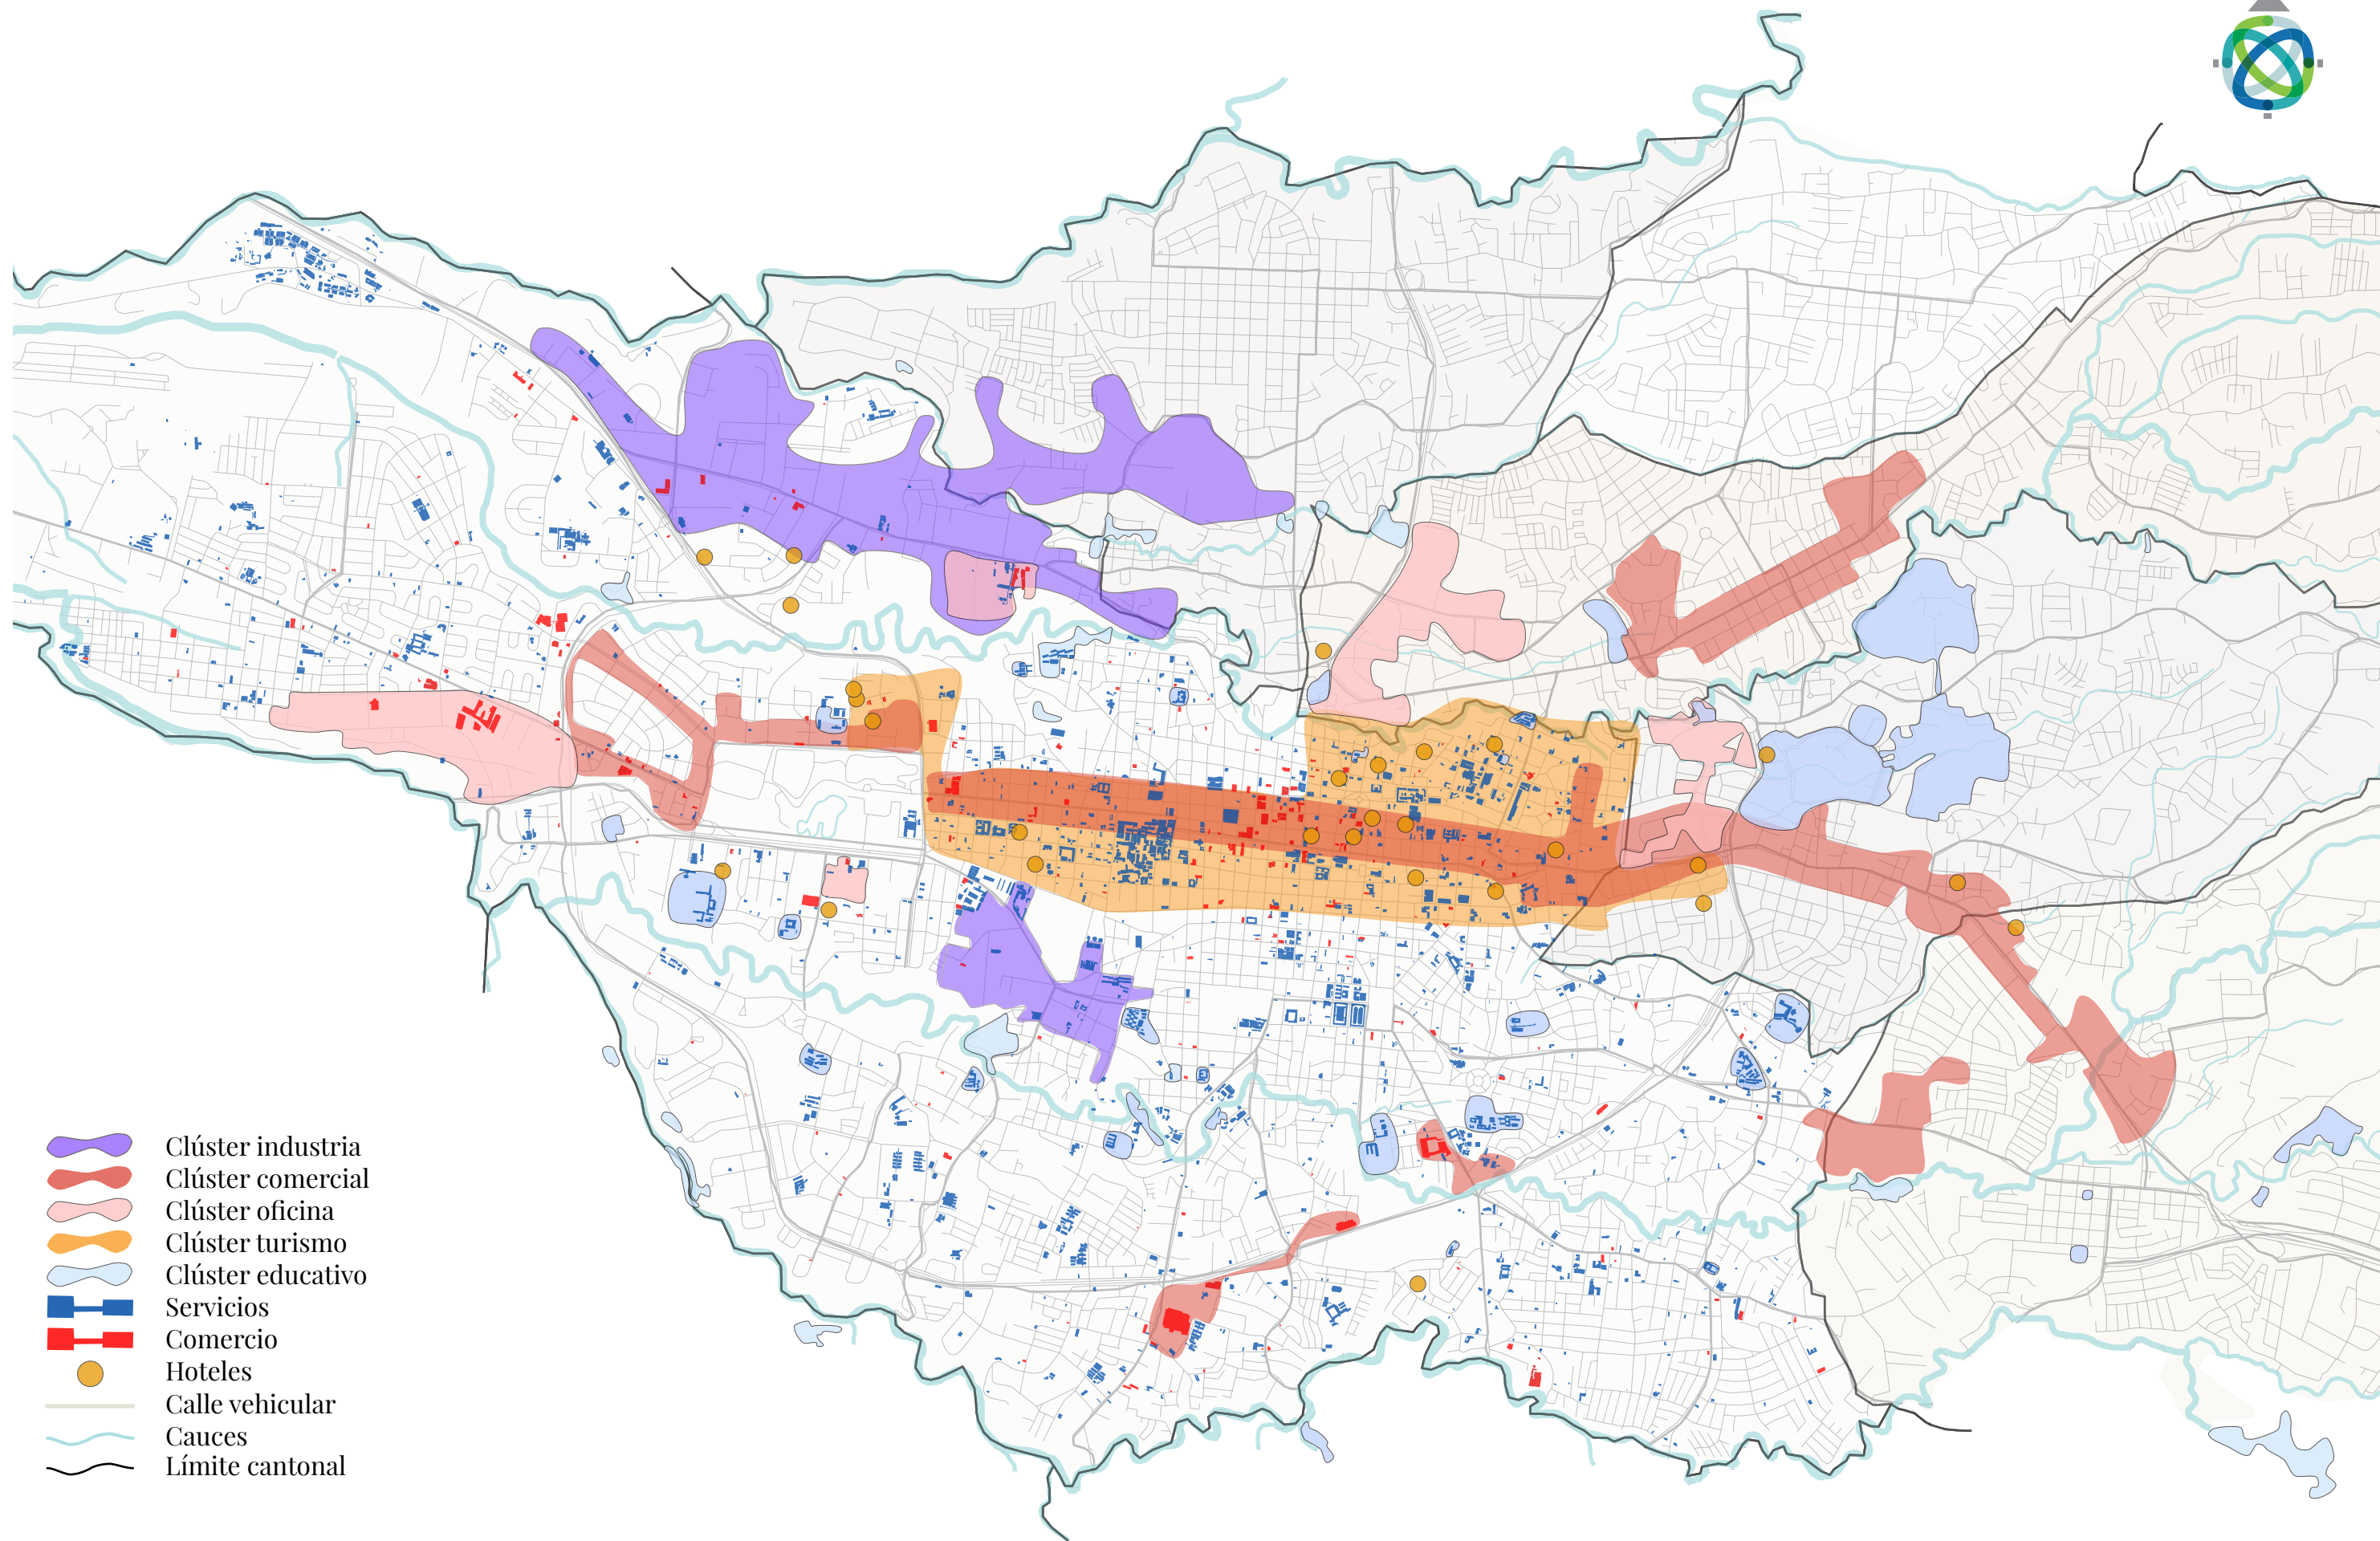 Clúster industria
Clúster comercial
Clúster oficina
Clúster turismo
Clúster educativo
Servicios
Comercio
Hoteles
Calle vehicular
Cauces
Límite cantonal